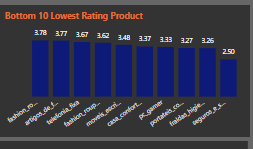 Bottom 10 Lowest Rating Product
3.78 3.77 3.67 3.62 3.48 3.37 3.33 3.27 3.26 2.50
fashion_ro... artigos_de_f... telefonia_fixa fashion_roup... moveis_escri... casa_confort... pc_gamer portateis_co... fraldas_higie... seguros_e_s...